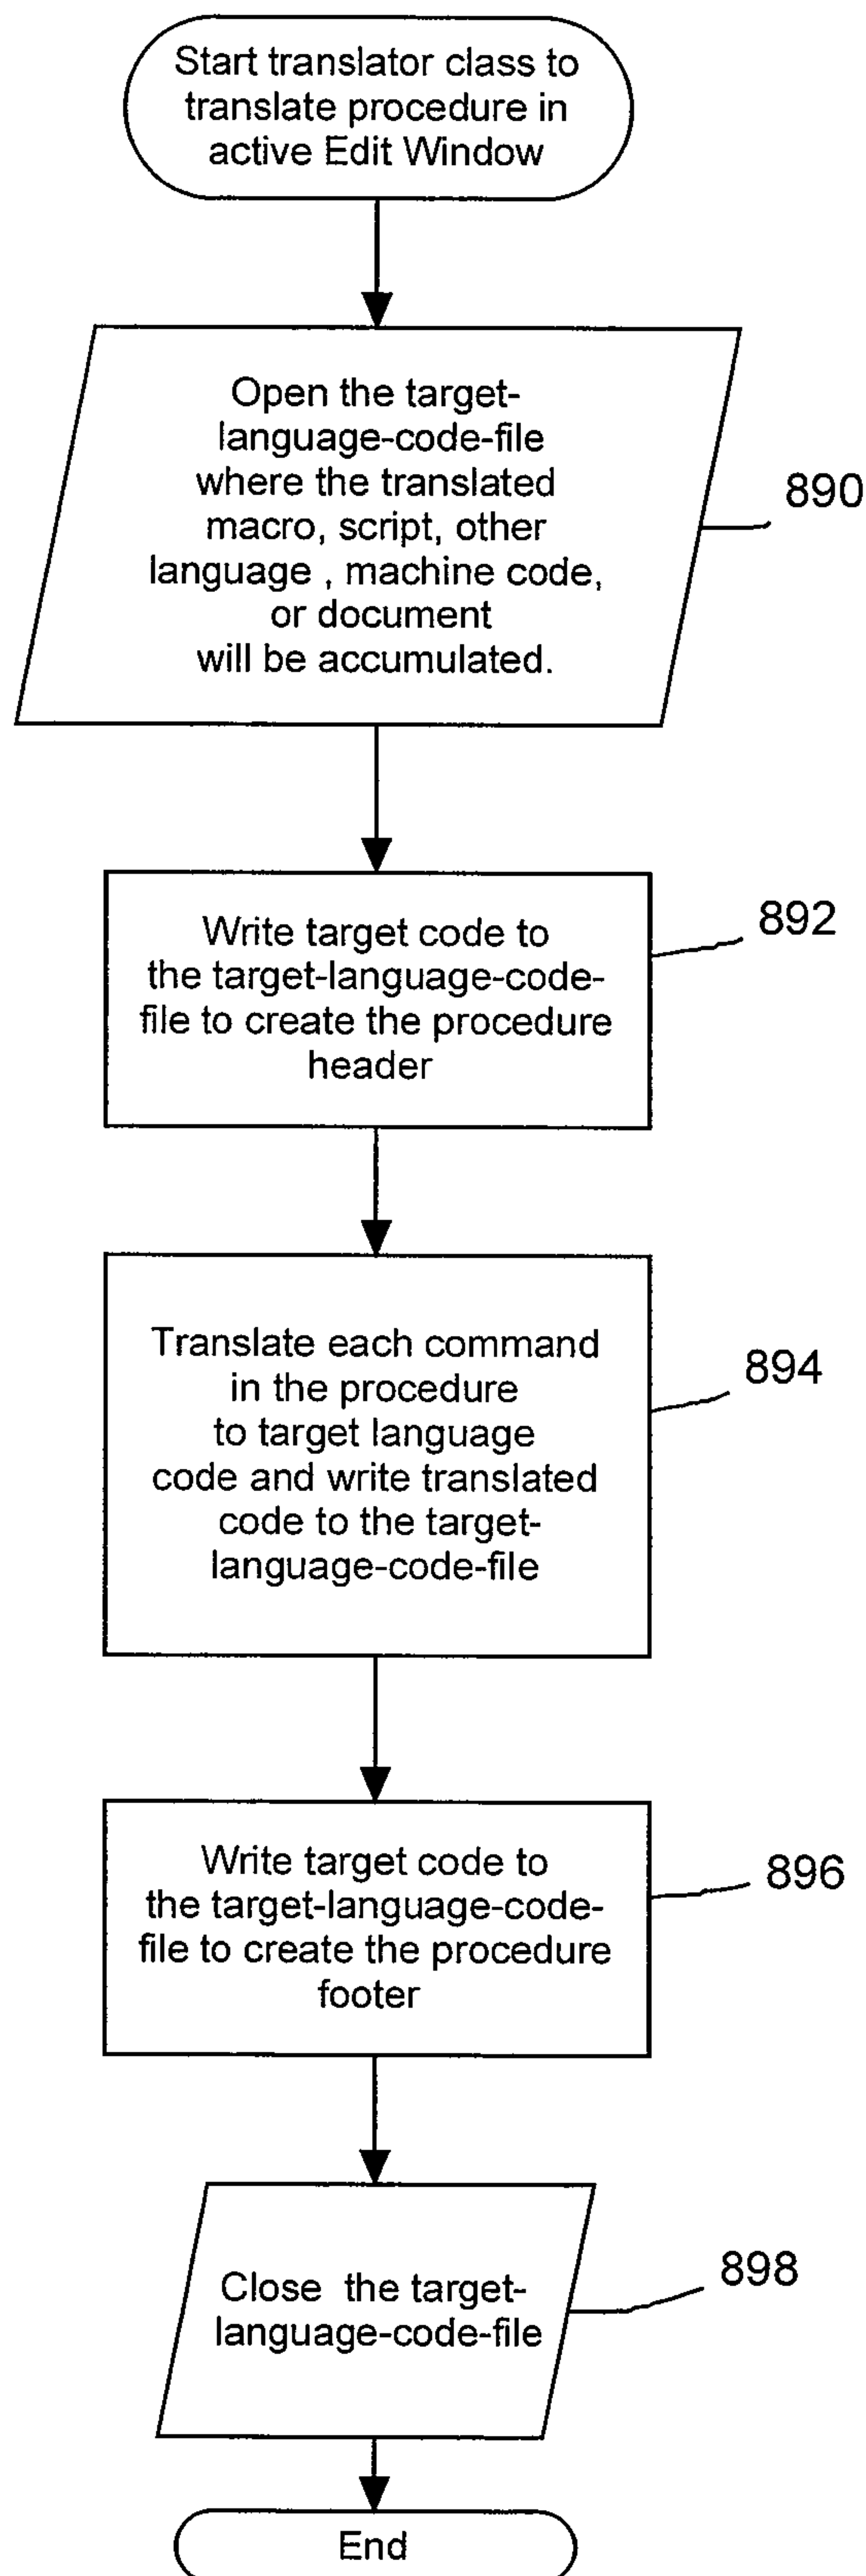 Start translator class to
translate procedure in
active Edit Window
Open the target-
language-code-file
where the translated
macro, script, other
language , machine code,
or document
will be accumulated.
890
Write target code to
the target-language-code-
file to create the procedure
header
892
Translate each command
in the procedure
to target language
code and write translated
code to the target-
language-code-file
894
Write target code to
the target-language-code-
file to create the procedure
footer
896
Close the target-
language-code-file
898
End